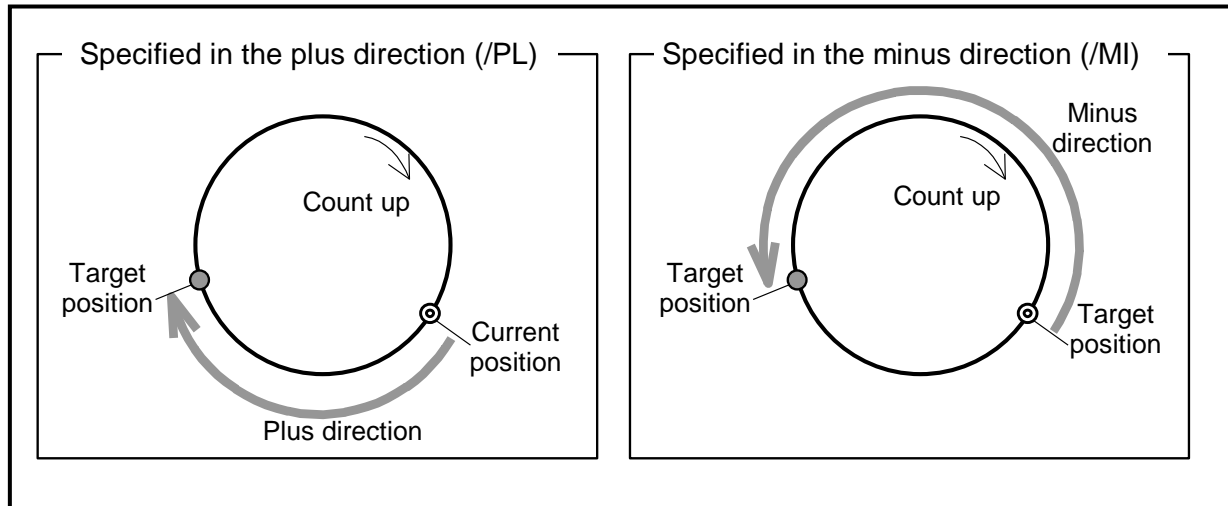 Specified in the plus direction (/PL)
Count up
Target
position
Current
position
Plus direction
Specified in the minus direction (/MI)
Minus
direction
Count up
Target
position
Target
position